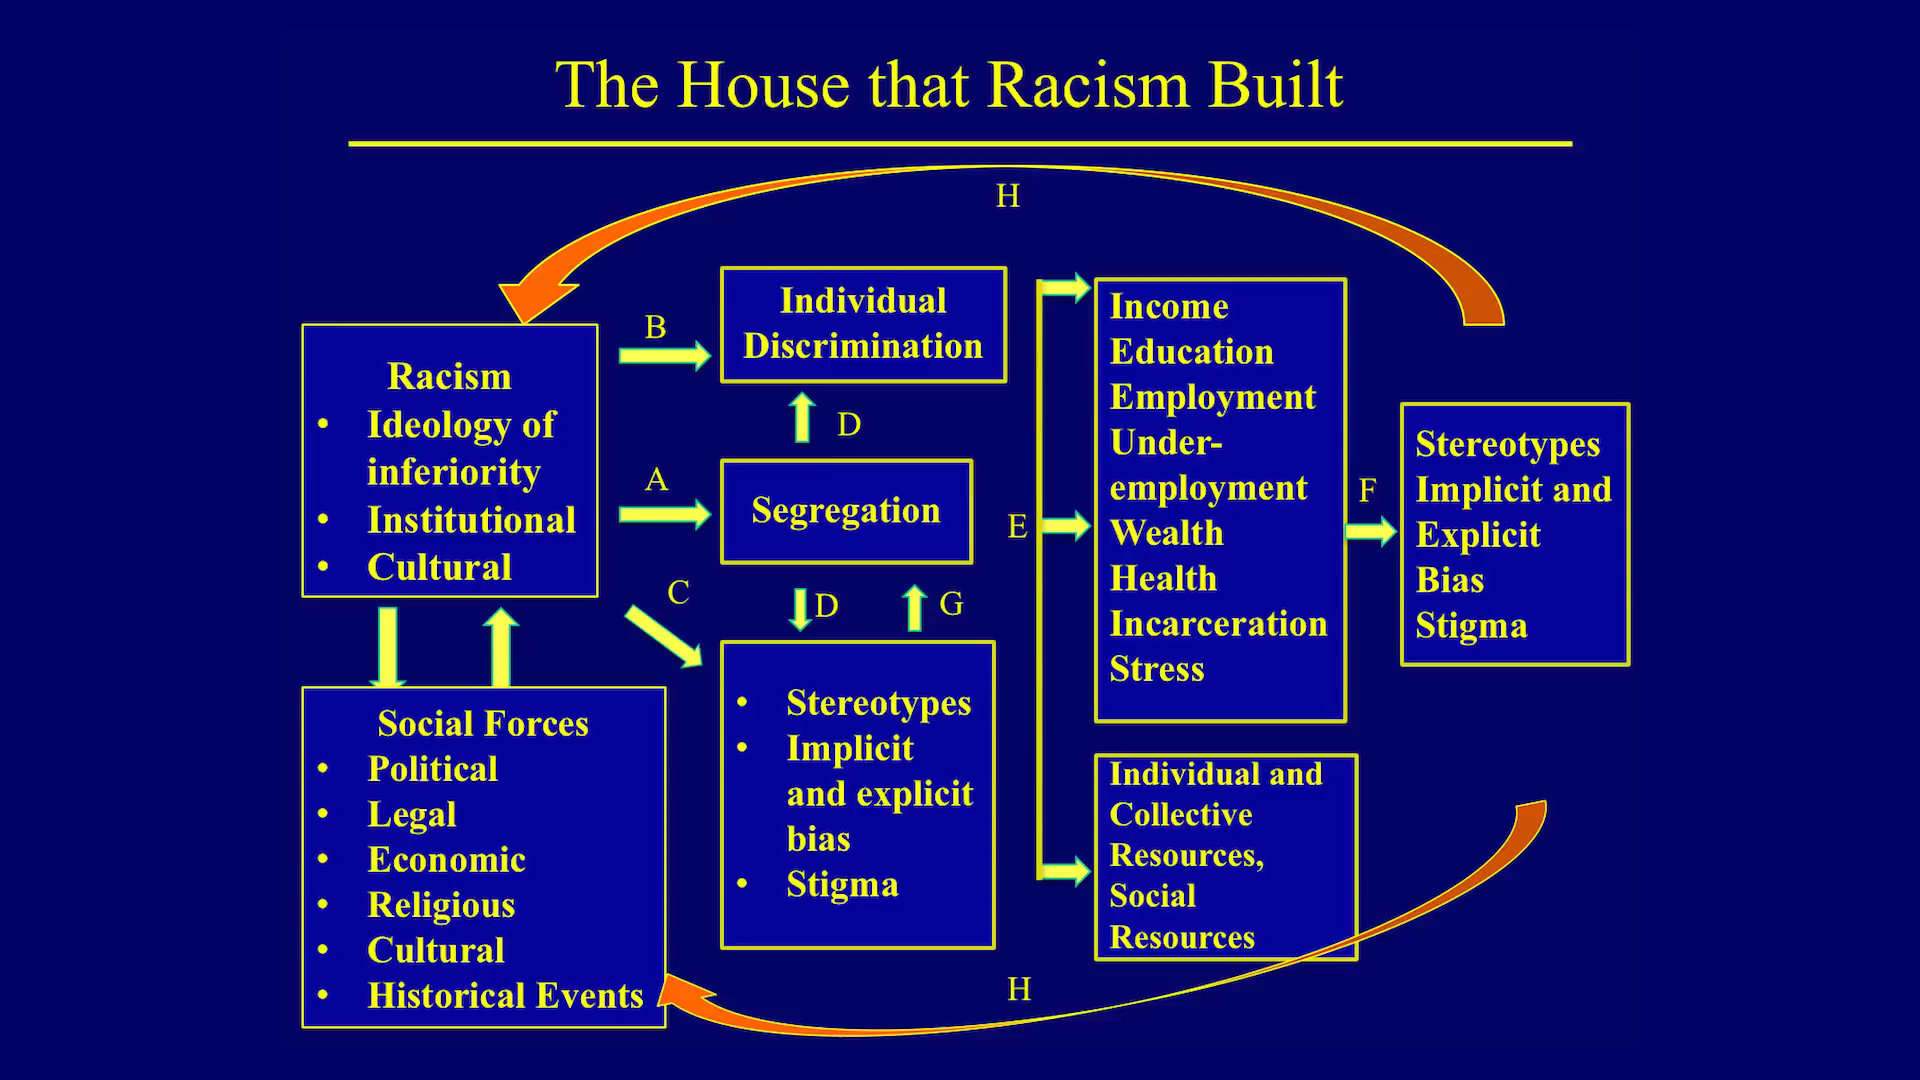 The House that Racism Built
H
Racism
• Ideology of
inferiority
• Institutional
• Cultural
Social Forces
• Political
• Legal
• Economic
• Religious
• Cultural
• Historical Events
B
A
C
Individual
Discrimination
D
Segregation
D
G
• Stereotypes
• Implicit
and explicit
bias
• Stigma
E
Income
Education
Employment
Under-
employment
Wealth
Health
Incarceration
Stress
Individual and
Collective
Resources,
Social
Resources
F
Stereotypes
Implicit and
Explicit
Bias
Stigma
H